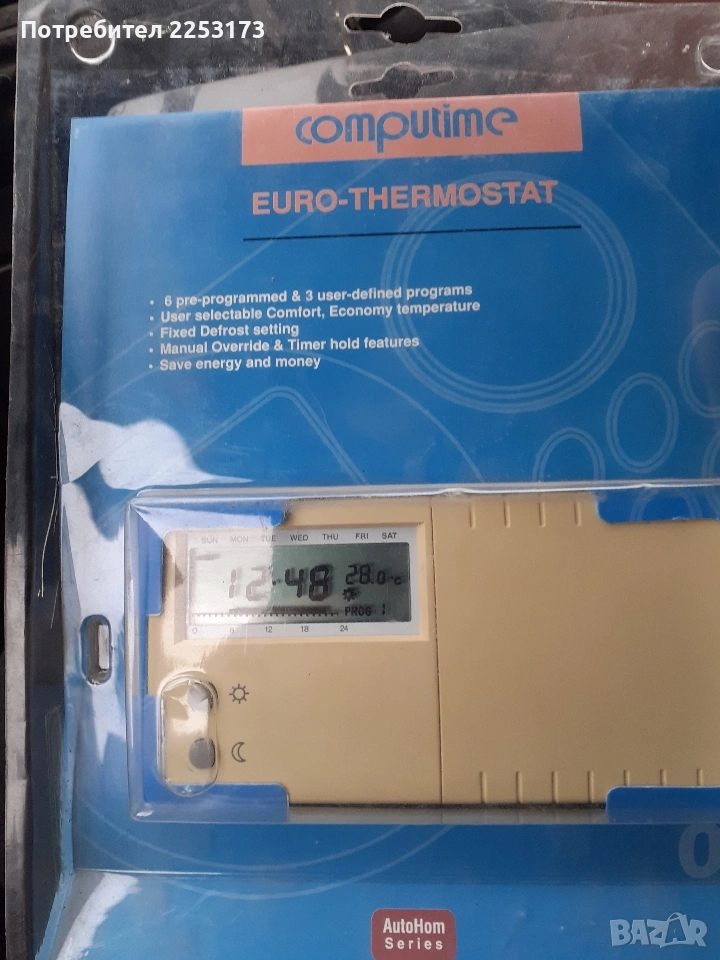 Потребител 2253173
computime
EURO-THERMOSTAT
• 6 pre-programmed & 3 user-defined programs
• User selectable Comfort, Economy temperature
• Fixed Defrost setting
• Manual Override & Timer hold features
• Save energy and money
SUN MON TUE WED THU FRI SAT
12:48 28.0°C
PROG 1
0 6 12 18 24
AutoHom
Series
BAZAR